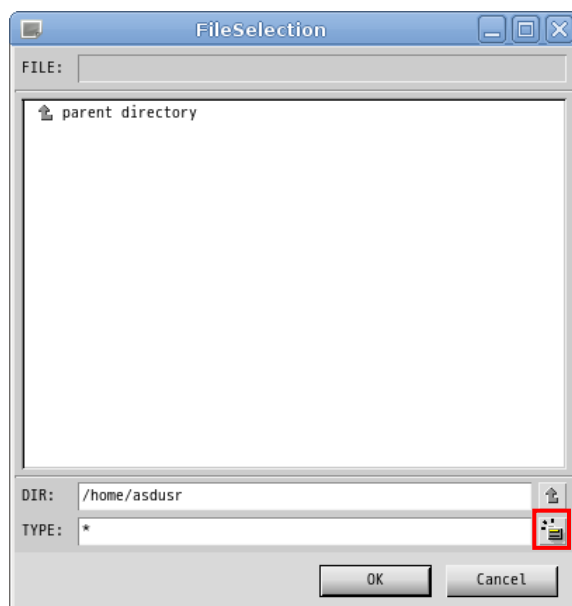 FileSelection
FILE:
parent directory
DIR: /home/asdusr
TYPE: *
OK Cancel